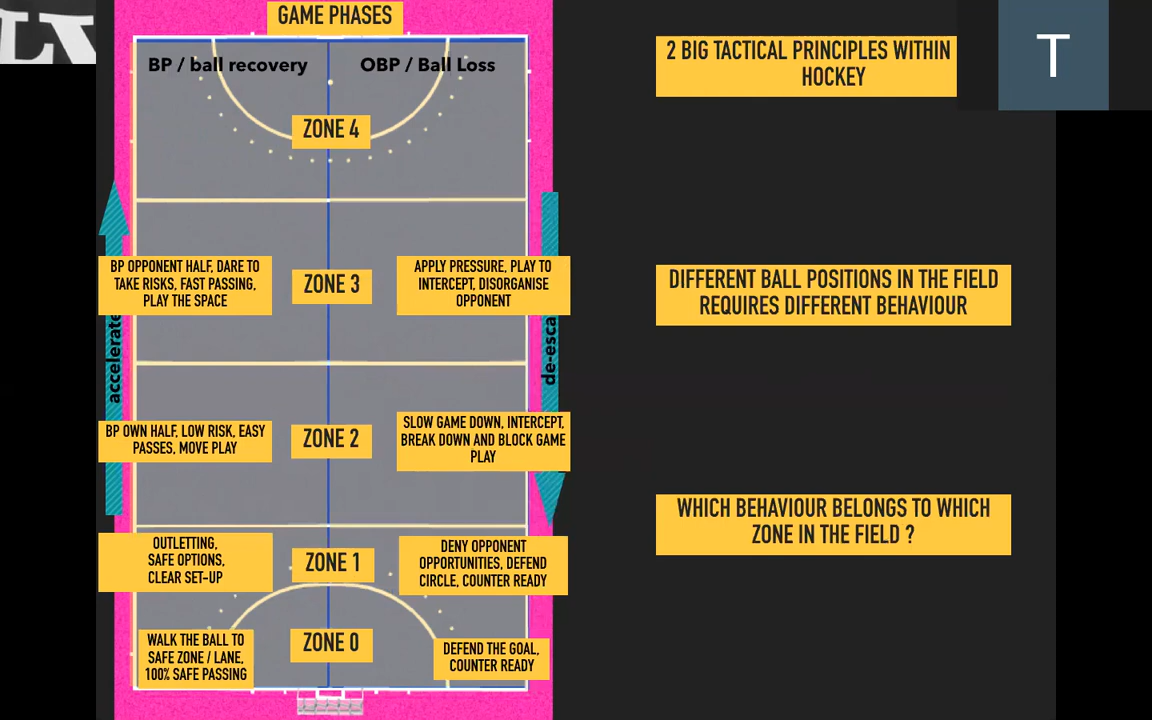 GAME PHASES
BP / ball recovery
OBP / Ball Loss
ZONE 4
BP OPPONENT HALF, DARE TO
TAKE RISKS, FAST PASSING,
PLAY THE SPACE
ZONE 3
APPLY PRESSURE, PLAY TO
INTERCEPT, DISORGANISE
OPPONENT
accelerate
de-esca
BP OWN HALF, LOW RISK, EASY
PASSES, MOVE PLAY
ZONE 2
SLOW GAME DOWN, INTERCEPT,
BREAK DOWN AND BLOCK GAME
PLAY
OUTLETTING,
SAFE OPTIONS,
CLEAR SET-UP
ZONE 1
DENY OPPONENT
OPPORTUNITIES, DEFEND
CIRCLE, COUNTER READY
WALK THE BALL TO
SAFE ZONE / LANE,
100% SAFE PASSING
ZONE 0
DEFEND THE GOAL,
COUNTER READY
2 BIG TACTICAL PRINCIPLES WITHIN
HOCKEY
T
DIFFERENT BALL POSITIONS IN THE FIELD
REQUIRES DIFFERENT BEHAVIOUR
WHICH BEHAVIOUR BELONGS TO WHICH
ZONE IN THE FIELD ?